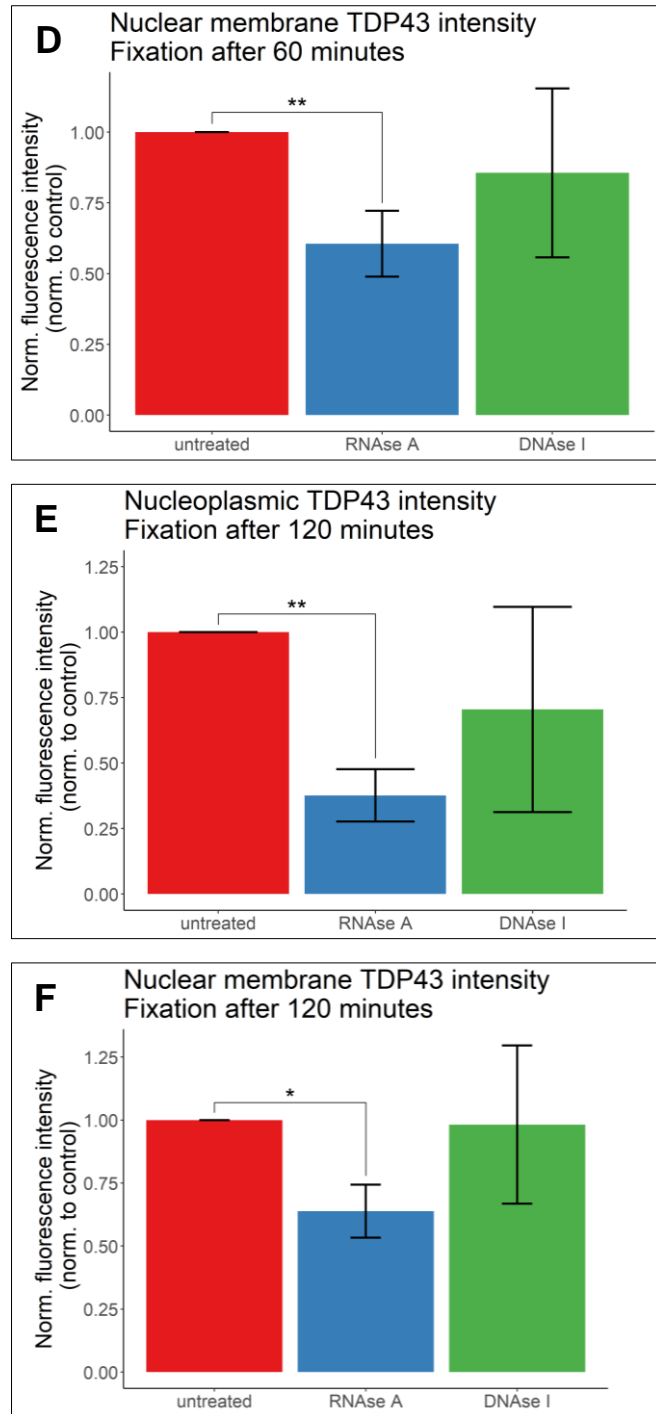 D
Nuclear membrane TDP43 intensity
Fixation after 60 minutes
Norm. fluorescence intensity
(norm. to control)
1.00
0.75
0.50
0.25
0.00
**
untreated RNAse A DNAse I
E
Nucleoplasmic TDP43 intensity
Fixation after 120 minutes
Norm. fluorescence intensity
(norm. to control)
1.25
1.00
0.75
0.50
0.25
0.00
**
untreated RNAse A DNAse I
F
Nuclear membrane TDP43 intensity
Fixation after 120 minutes
Norm. fluorescence intensity
(norm. to control)
1.25
1.00
0.75
0.50
0.25
0.00
*
untreated RNAse A DNAse I